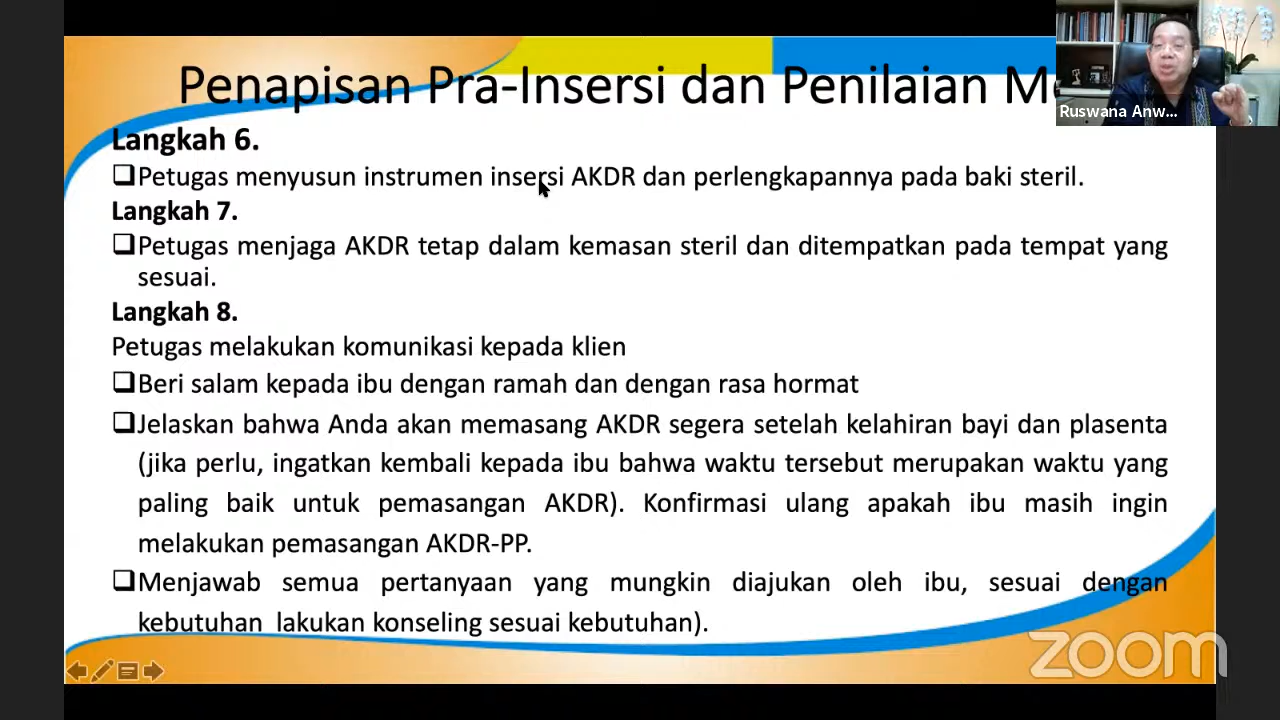 Penapisan Pra-Insersi dan Penilaian
Ruswana Anw...
Langkah 6.
❑Petugas menyusun instrumen insersi AKDR dan perlengkapannya pada baki steril.
Langkah 7.
❑Petugas menjaga AKDR tetap dalam kemasan steril dan ditempatkan pada tempat yang
sesuai.
Langkah 8.
Petugas melakukan komunikasi kepada klien
❑Beri salam kepada ibu dengan ramah dan dengan rasa hormat
❑Jelaskan bahwa Anda akan memasang AKDR segera setelah kelahiran bayi dan plasenta
(jika perlu, ingatkan kembali kepada ibu bahwa waktu tersebut merupakan waktu yang
paling baik untuk pemasangan AKDR). Konfirmasi ulang apakah ibu masih ingin
melakukan pemasangan AKDR-PP.
❑Menjawab semua pertanyaan yang mungkin diajukan oleh ibu, sesuai dengan
kebutuhan lakukan konseling sesuai kebutuhan).
zoom